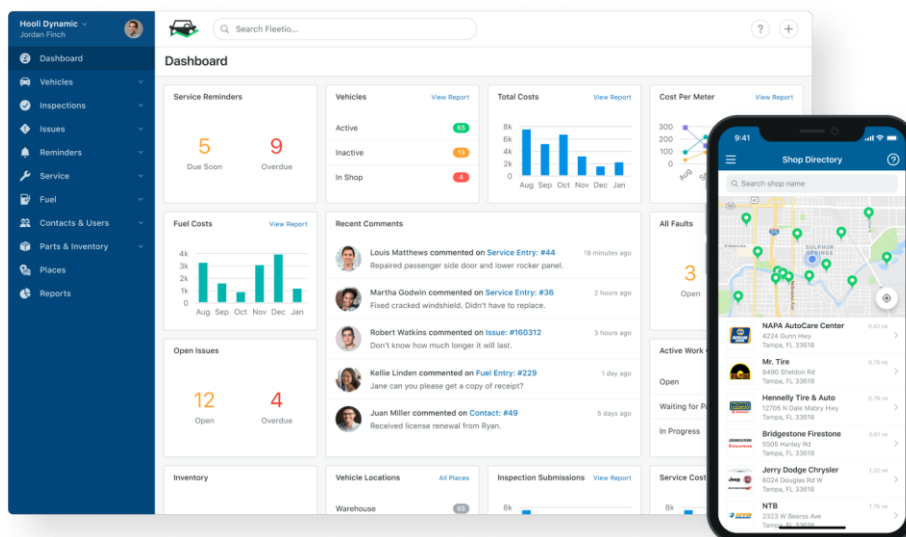 Hooli Dynamic
Jordan Finch
Search Fleetio...
?
+
Dashboard
Vehicles
Inspections
Issues
Reminders
Service
Fuel
Contacts & Users
Parts & Inventory
Places
Reports
Dashboard
Service Reminders
5
Due Soon
9
Overdue
Vehicles
View Report
Active
65
Inactive
13
In Shop
4
Total Costs
View Report
8k
6k
4k
2k
0
Aug Sep Oct Nov Dec Jan
Cost Per Meter
View Report
300
200
100
0
Aug
Fuel Costs
View Report
4k
3k
2k
1k
0
Aug Sep Oct Nov Dec Jan
Recent Comments
Louis Matthews commented on Service Entry: #44
18 minutes ago
Repaired passenger side door and lower rocker panel.
Martha Godwin commented on Service Entry: #36
2 hours ago
Fixed cracked windshield. Didn't have to replace.
Robert Watkins commented on Issue: #160312
3 hours ago
Don't know how much longer it will last.
Kellie Linden commented on Fuel Entry: #229
1 day ago
Jane can you please get a copy of receipt?
Juan Miller commented on Contact: #49
5 days ago
Received license renewal from Ryan.
All Faults
3
Open
Open Issues
12
Open
4
Overdue
Active Work
Open
Waiting for
In Progress
Inventory
Vehicle Locations
All Places
Warehouse
65
Inspection Submissions
View Report
8k
Service Cost
8k
9:41
Shop Directory
?
Search shop name
SULPHUR
SPRINGS
NAPA AutoCare Center
0.42 mi
4224 Gunn Hwy
Tampa, FL 33618
Mr. Tire
0.78 mi
8490 Sheldon Rd
Tampa, FL 33618
Hennelly Tire & Auto
0.78 mi
12705 N Dale Mabry Hwy
Tampa, FL 33618
Bridgestone Firestone
0.81 mi
5505 Hanley Rd
Tampa, FL 33618
Jerry Dodge Chrysler
6024 Douglas Rd W
Tampa, FL 33618
NTB
1.75 mi
2323 W Bearss Ave
Tampa, FL 33618